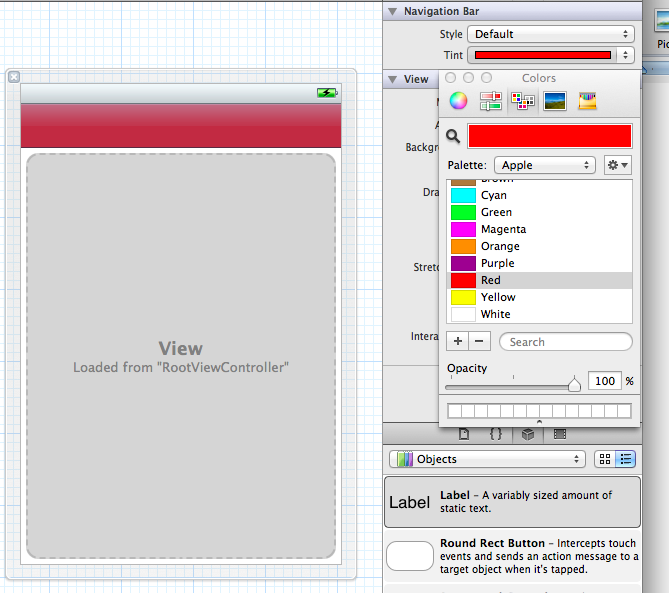 Navigation Bar
Style
Default
Tint
View
Colors
Backgr
Palette:
Apple
Brown
Cyan
Green
Magenta
Orange
Purple
Red
Yellow
White
Dra
Stretc
Intera
Search
Opacity
100
%
View
Loaded from "RootViewController"
{ }
Objects
Label
Label – A variably sized amount of
static text.
Round Rect Button – Intercepts touch
events and sends an action message to a
target object when it's tapped.
Pic